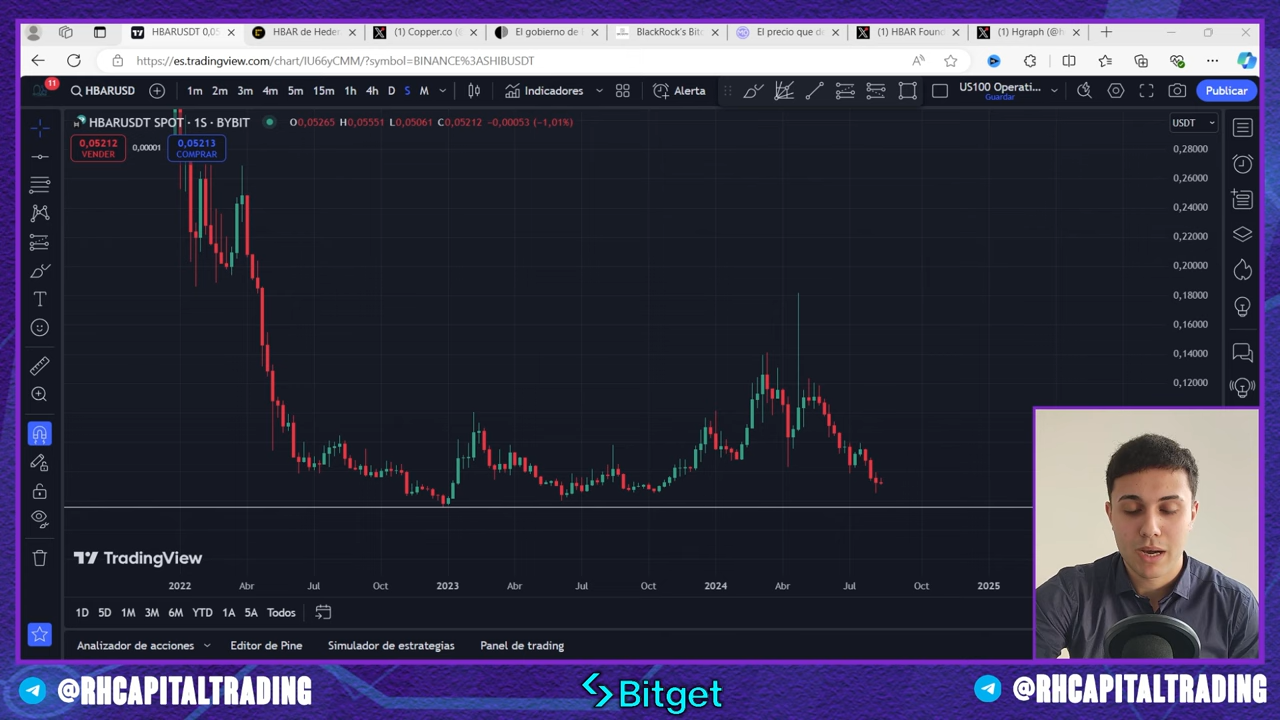 HBARUSDT 0,05
HBAR de Heder
(1) Copper.co (
El gobierno de
BlackRock's Bitc
El precio que di
(1) HBAR Foun
(1) Hgraph (@h
https://es.tradingview.com/chart/IU66yCMM/?symbol=BINANCE%3ASHIBUSDT
11
HBARUSD
1m 2m 3m 4m 5m 15m 1h 4h D S M
Indicadores
Alerta
US100 Operati...
Guardar
Publicar
HBARUSDT SPOT · 1S · BYBIT
O0,05265 H0,05551 L0,05061 C0,05212 −0,00053 (−1,01%)
USDT
0,05212
VENDER
0,00001
0,05213
COMPRAR
0,28000
0,26000
0,24000
0,22000
0,20000
0,18000
0,16000
0,14000
0,12000
TradingView
2022 Abr Jul Oct 2023 Abr Jul Oct 2024 Abr Jul Oct 2025
1D 5D 1M 3M 6M YTD 1A 5A Todos
Analizador de acciones
Editor de Pine
Simulador de estrategias
Panel de trading
@RHCAPITALTRADING
Bitget
@RHCAPITALTRADING